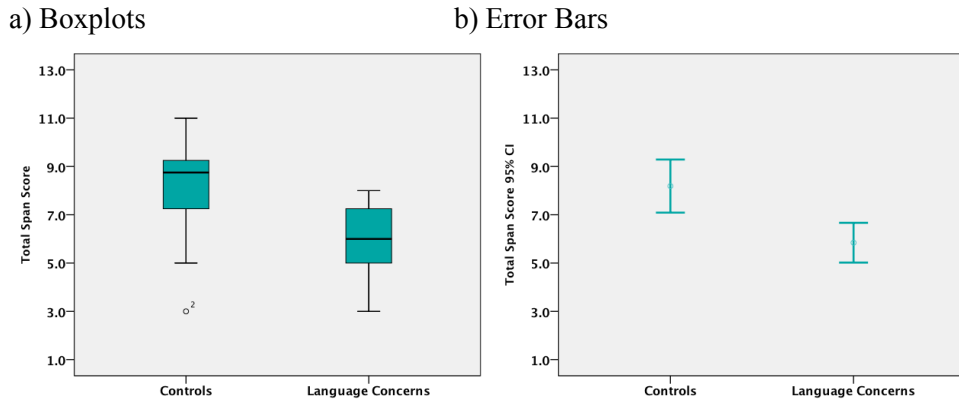 a) Boxplots
b) Error Bars
Total Span Score
13.0
11.0
9.0
7.0
5.0
3.0
1.0
2
Controls
Language Concerns
Total Span Score 95% CI
13.0
11.0
9.0
7.0
5.0
3.0
1.0
Controls
Language Concerns